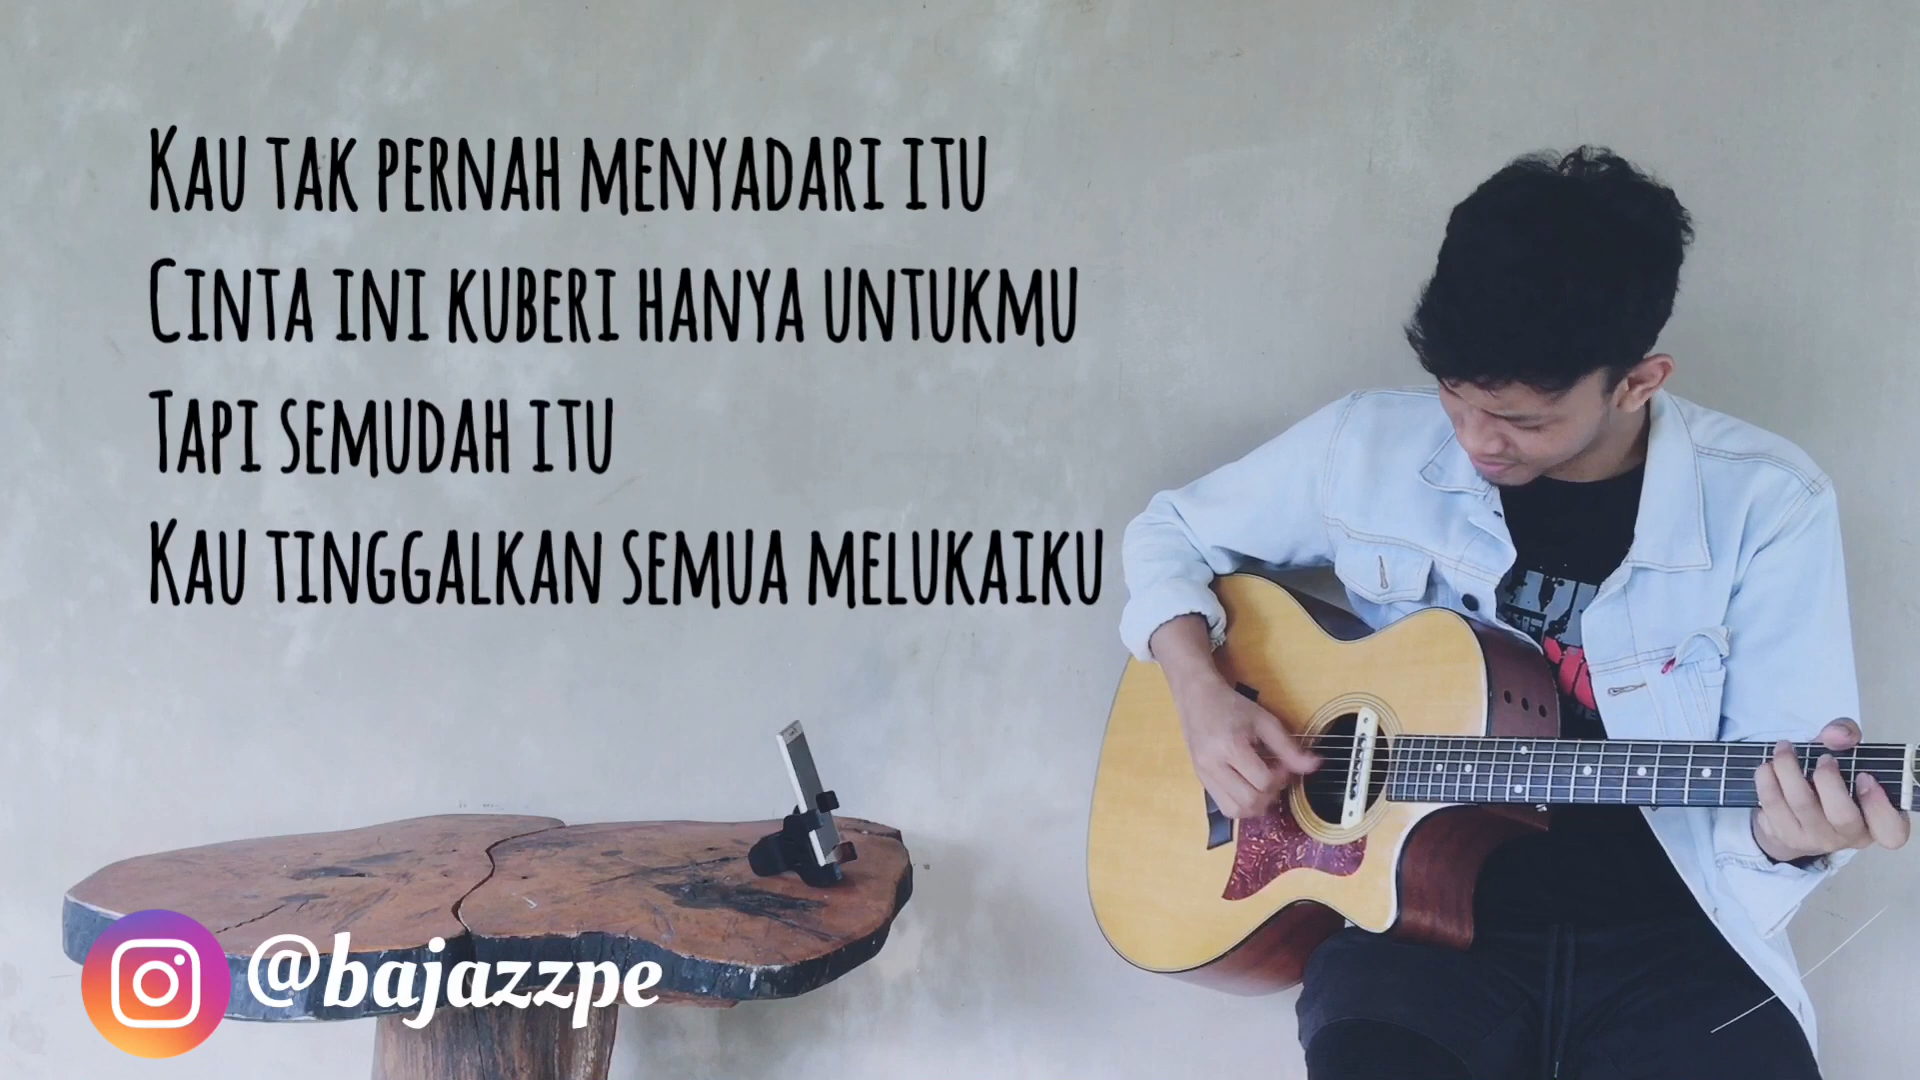 Kau tak pernah menyadari itu
Cinta ini kuberi hanya untukmu
Tapi semudah itu
Kau tinggalkan semua melukaiku
@bajazzpe